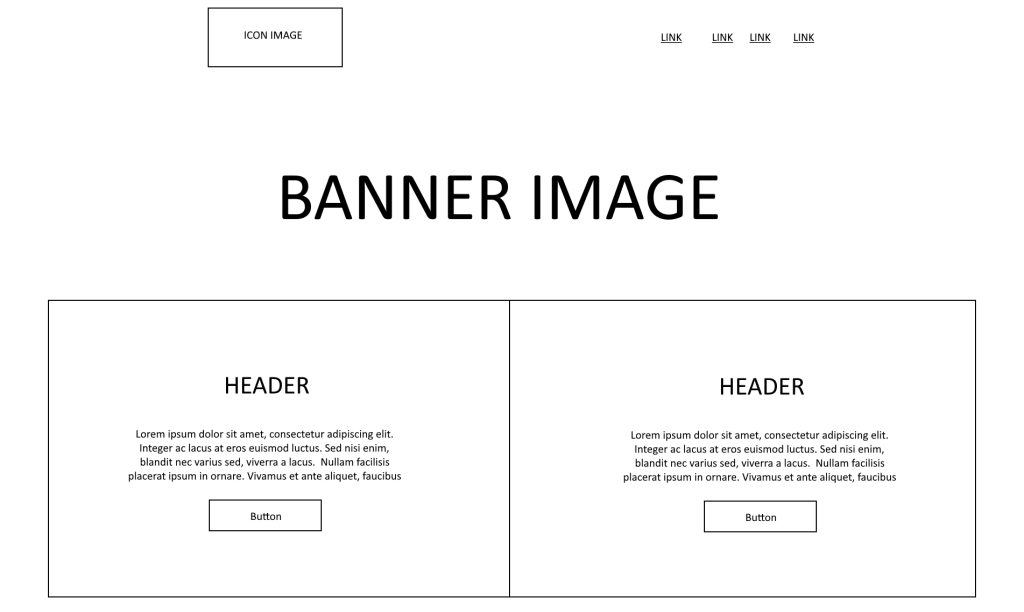 ICON IMAGE
LINK LINK LINK LINK
BANNER IMAGE
HEADER
Lorem ipsum dolor sit amet, consectetur adipiscing elit.
Integer ac lacus at eros euismod luctus. Sed nisi enim,
blandit nec varius sed, viverra a lacus.  Nullam facilisis
placerat ipsum in ornare. Vivamus et ante aliquet, faucibus
Button
HEADER
Lorem ipsum dolor sit amet, consectetur adipiscing elit.
Integer ac lacus at eros euismod luctus. Sed nisi enim,
blandit nec varius sed, viverra a lacus.  Nullam facilisis
placerat ipsum in ornare. Vivamus et ante aliquet, faucibus
Button